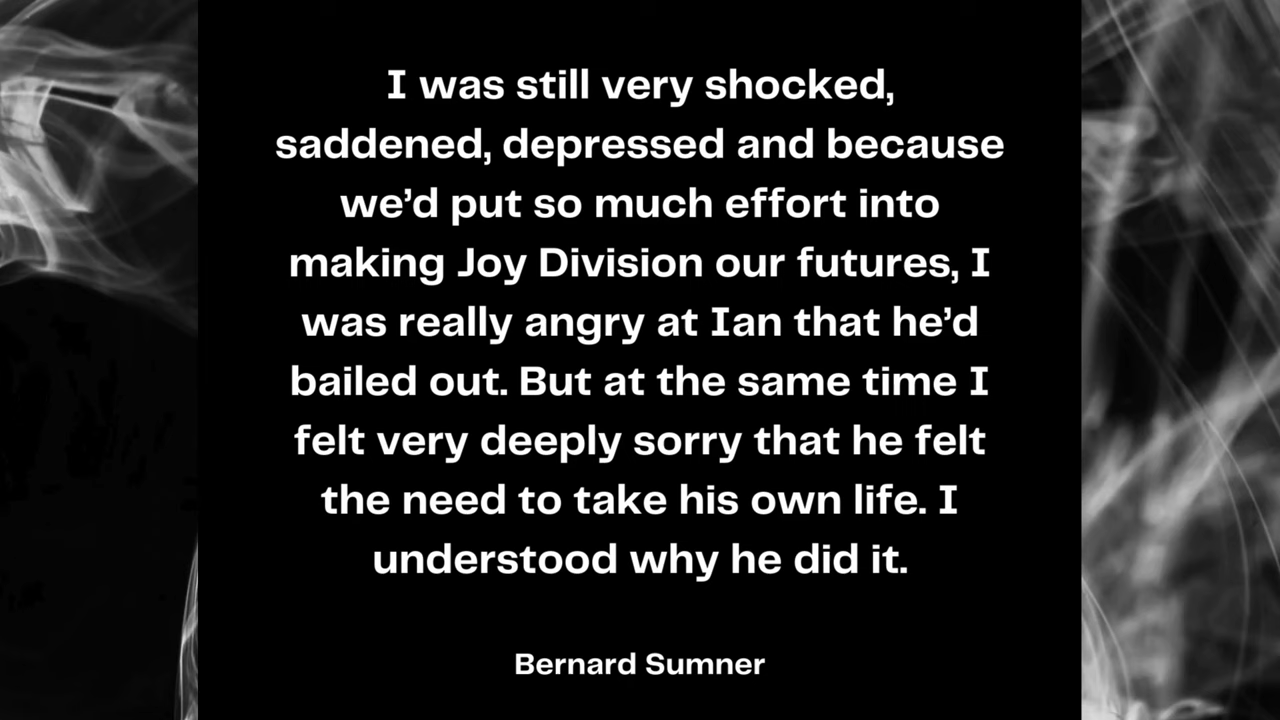 I was still very shocked,
saddened, depressed and because
we’d put so much effort into
making Joy Division our futures, I
was really angry at Ian that he’d
bailed out. But at the same time I
felt very deeply sorry that he felt
the need to take his own life. I
understood why he did it.
Bernard Sumner